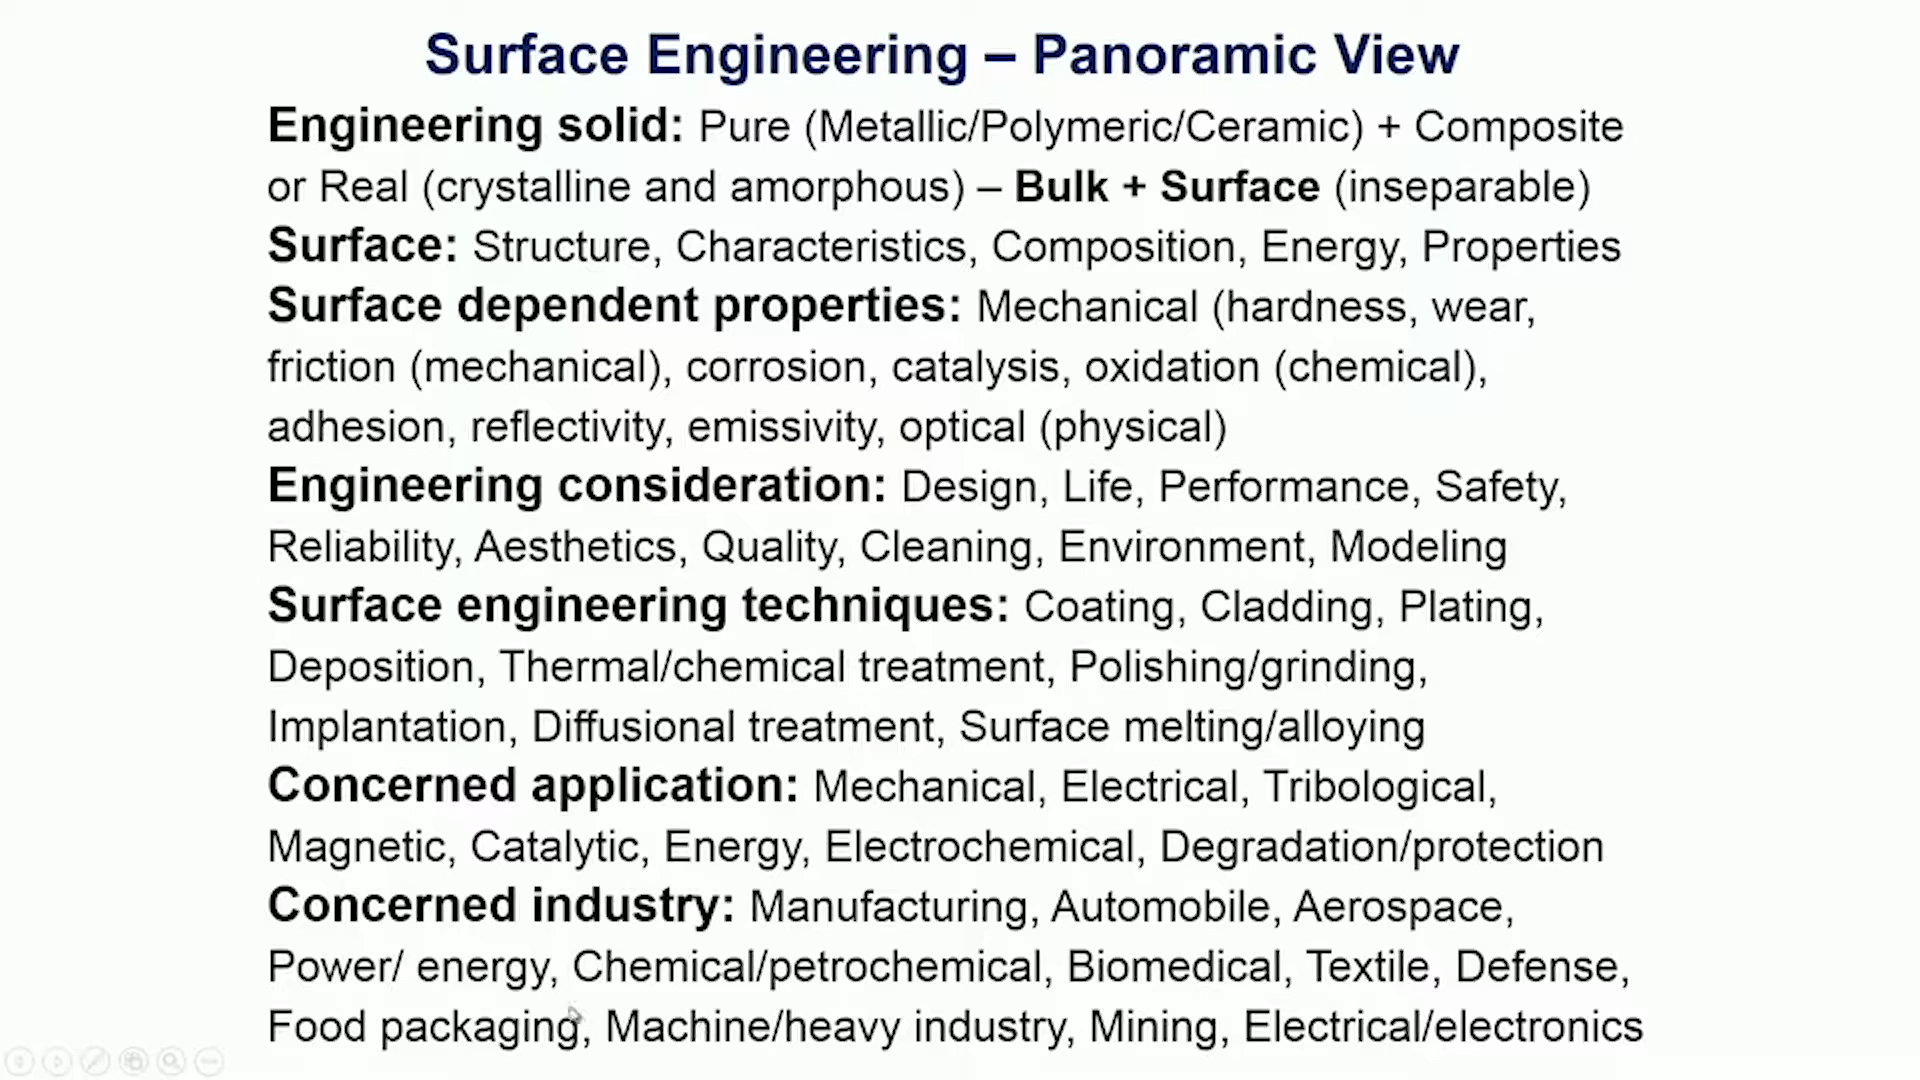 Surface Engineering – Panoramic View
Engineering solid: Pure (Metallic/Polymeric/Ceramic) + Composite
or Real (crystalline and amorphous) – Bulk + Surface (inseparable)
Surface: Structure, Characteristics, Composition, Energy, Properties
Surface dependent properties: Mechanical (hardness, wear,
friction (mechanical), corrosion, catalysis, oxidation (chemical),
adhesion, reflectivity, emissivity, optical (physical)
Engineering consideration: Design, Life, Performance, Safety,
Reliability, Aesthetics, Quality, Cleaning, Environment, Modeling
Surface engineering techniques: Coating, Cladding, Plating,
Deposition, Thermal/chemical treatment, Polishing/grinding,
Implantation, Diffusional treatment, Surface melting/alloying
Concerned application: Mechanical, Electrical, Tribological,
Magnetic, Catalytic, Energy, Electrochemical, Degradation/protection
Concerned industry: Manufacturing, Automobile, Aerospace,
Power/ energy, Chemical/petrochemical, Biomedical, Textile, Defense,
Food packaging, Machine/heavy industry, Mining, Electrical/electronics